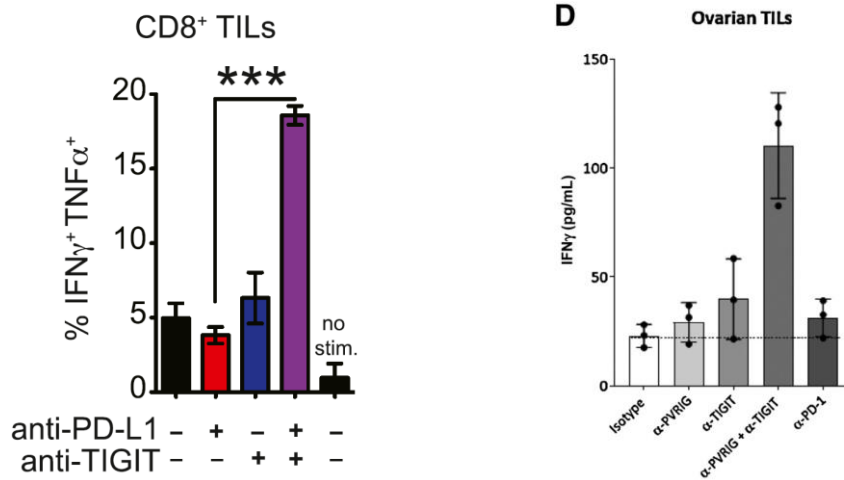 CD8⁺ TILs
***
20
15
10
5
0
% IFNγ⁺ TNFα⁺
no
stim.
anti-PD-L1 – + – + –
anti-TIGIT – – + + –
D
Ovarian TILs
150
100
50
0
IFNγ (pg/mL)
Isotype
α-PVRIG
α-TIGIT
α-PVRIG + α-TIGIT
α-PD-1